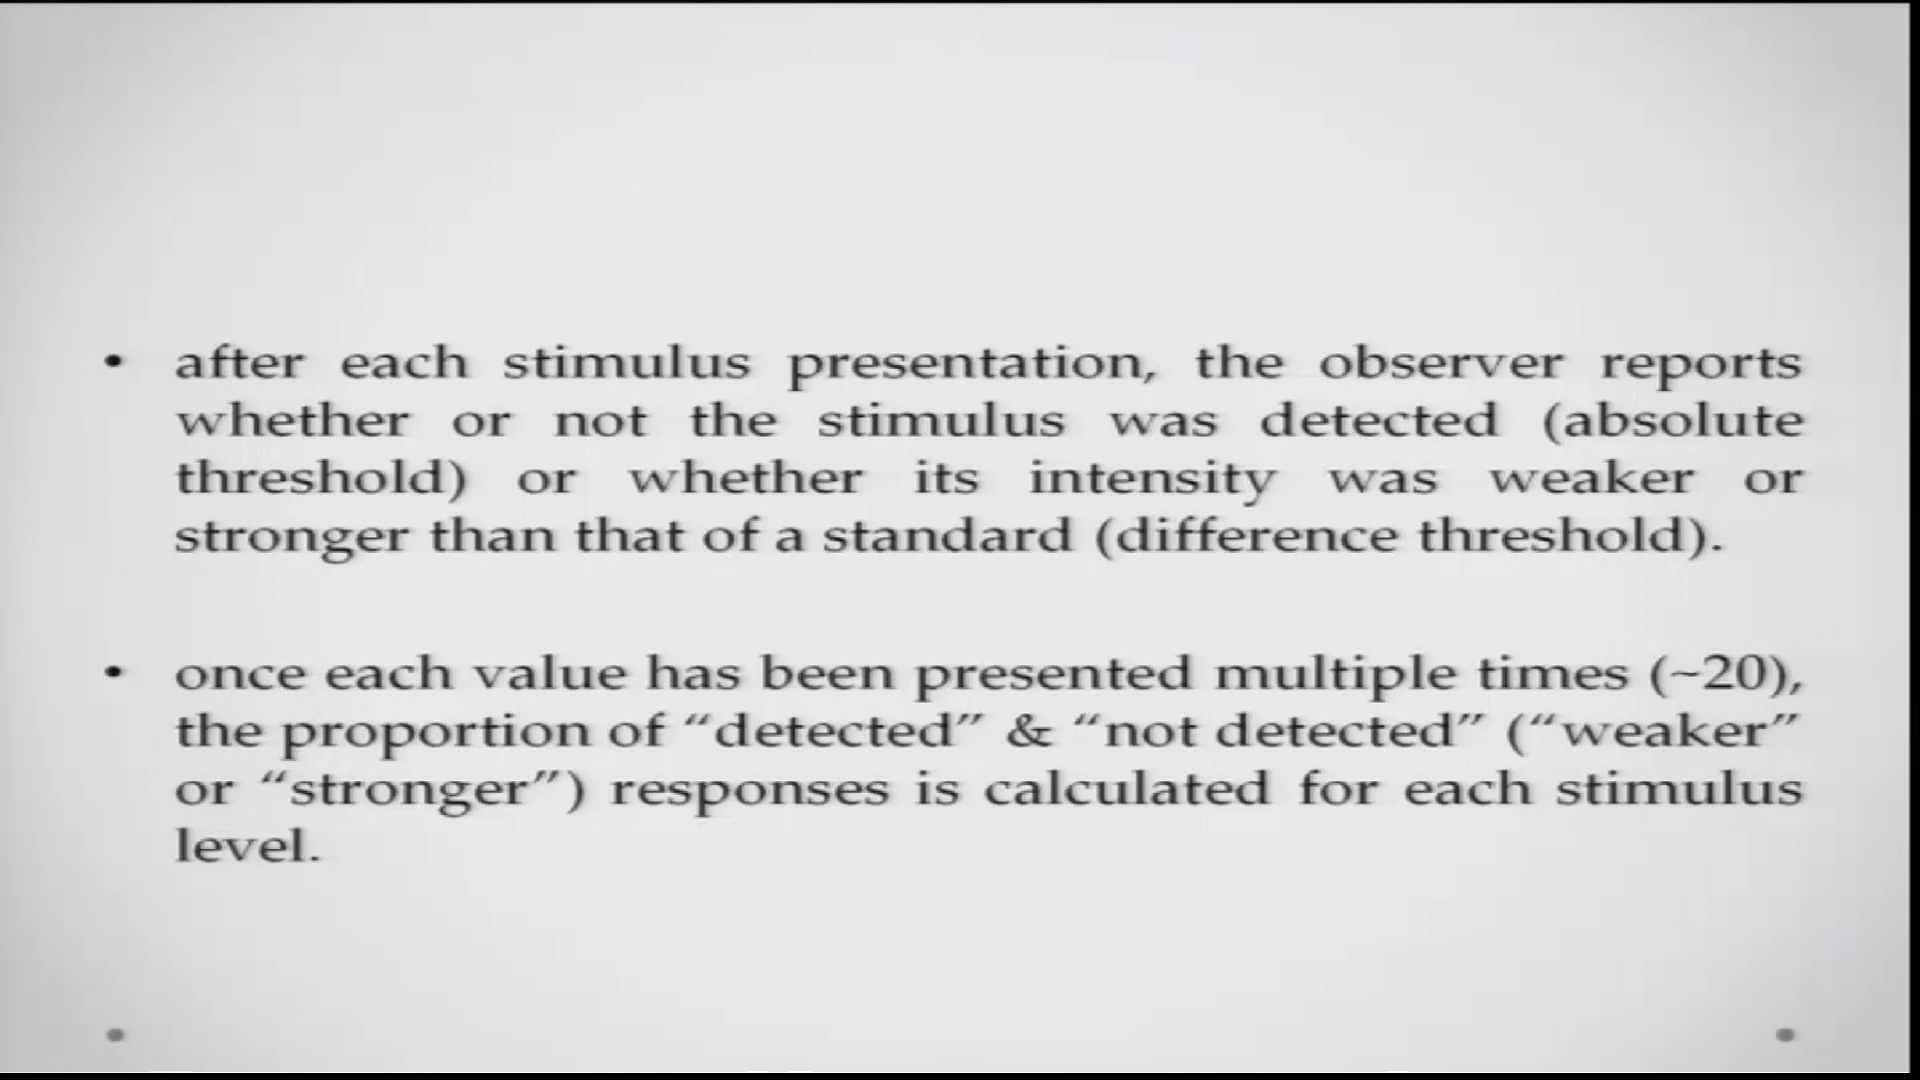 • after each stimulus presentation, the observer reports
whether or not the stimulus was detected (absolute
threshold) or whether its intensity was weaker or
stronger than that of a standard (difference threshold).
• once each value has been presented multiple times (~20),
the proportion of “detected” & “not detected” (“weaker”
or “stronger”) responses is calculated for each stimulus
level.